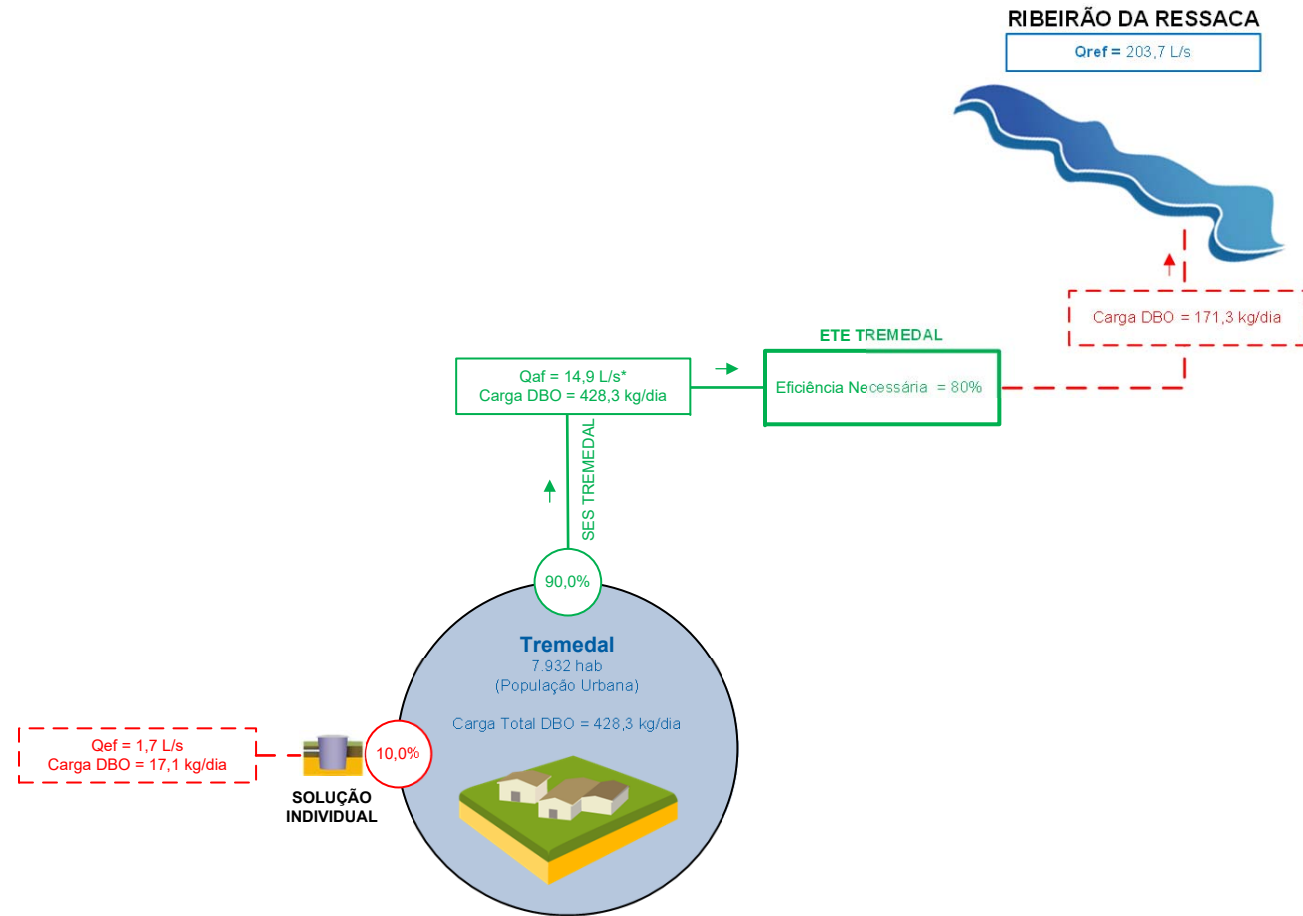 RIBEIRÃO DA RESSACA
Qref = 203,7 L/s
Carga DBO = 171,3 kg/dia
ETE TREMEDAL
Eficiência Necessária = 80%
Qaf = 14,9 L/s*
Carga DBO = 428,3 kg/dia
SES TREMEDAL
90,0%
Tremedal
7.932 hab
(População Urbana)
Carga Total DBO = 428,3 kg/dia
10,0%
Qef = 1,7 L/s
Carga DBO = 17,1 kg/dia
SOLUÇÃO
INDIVIDUAL